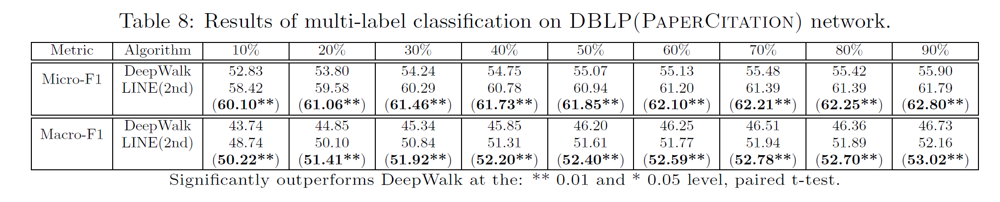 Table 8: Results of multi-label classification on DBLP(PAPERCITATION) network.
Metric Algorithm 10% 20% 30% 40% 50% 60% 70% 80% 90%
Micro-F1 DeepWalk 52.83 53.80 54.24 54.75 55.07 55.13 55.48 55.42 55.90
LINE(2nd) 58.42 59.58 60.29 60.78 60.94 61.20 61.39 61.39 61.79
(60.10**) (61.06**) (61.46**) (61.73**) (61.85**) (62.10**) (62.21**) (62.25**) (62.80**)
Macro-F1 DeepWalk 43.74 44.85 45.34 45.85 46.20 46.25 46.51 46.36 46.73
LINE(2nd) 48.74 50.10 50.84 51.31 51.61 51.77 51.94 51.89 52.16
(50.22**) (51.41**) (51.92**) (52.20**) (52.40**) (52.59**) (52.78**) (52.70**) (53.02**)
Significantly outperforms DeepWalk at the: ** 0.01 and * 0.05 level, paired t-test.